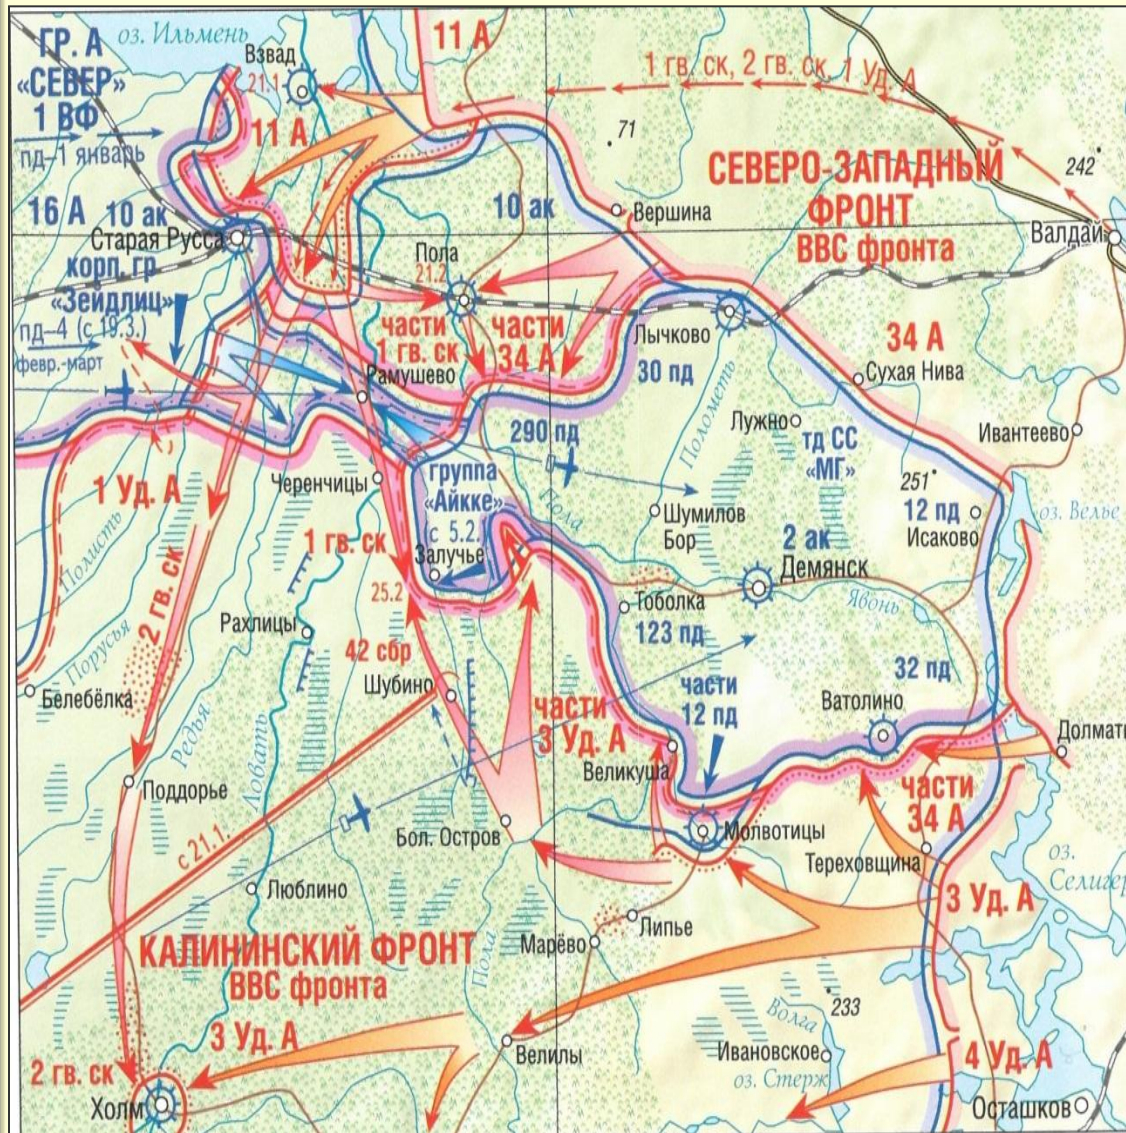 ГР. А
«СЕВЕР»
1 ВФ
пд–1 январь
оз. Ильмень
Взвад
21.1
11 А
11 А
1 гв. ск, 2 гв. ск, 1 Уд. А
71
242
СЕВЕРО-ЗАПАДНЫЙ
ФРОНТ
ВВС фронта
Валдай
16 А
10 ак
Старая Русса
корп. гр
«Зейдлиц»
пд–4 (с 19.3.)
февр.-март
10 ак
Вершина
Пола
21.2
части
1 гв. ск
части
34 А
Рамушево
Лычково
30 пд
34 А
Сухая Нива
Полометь
Лужно
тд СС
«МГ»
Ивантеево
251
290 пд
12 пд
Исаково
оз. Велье
1 Уд. А
Черенчицы
группа
«Айкке»
с 5.2.
Залучье
Пола
Шумилов
Бор
2 ак
Демянск
Явонь
Полисть
2 гв. ск
1 гв. ск
25.2
Тоболка
123 пд
Порусья
Рахлицы
42 сбр
Шубино
Белебёлка
Редья
Ловать
части
3 Уд. А
части
12 пд
32 пд
Ватолино
Великуша
Долмат
Поддорье
с 21.1.
Бол. Остров
Молвотицы
части
34 А
Тереховщина
оз.
Селигер
Люблино
3 Уд. А
Липье
Марёво
КАЛИНИНСКИЙ ФРОНТ
ВВС фронта
Пола
233
Волга
3 Уд. А
Велилы
Ивановское
оз. Стерж
4 Уд. А
2 гв. ск
Холм
Осташков